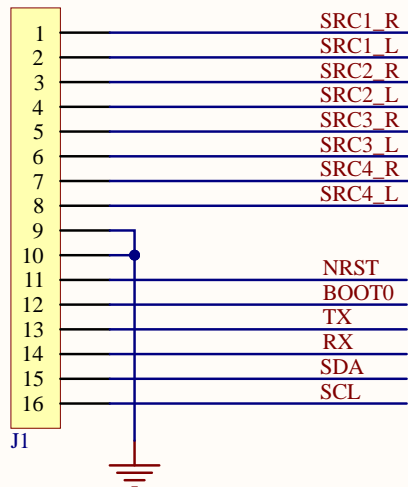 1 SRC1_R
2 SRC1_L
3 SRC2_R
4 SRC2_L
5 SRC3_R
6 SRC3_L
7 SRC4_R
8 SRC4_L
9
10
11 NRST
12 BOOT0
13 TX
14 RX
15 SDA
16 SCL
J1